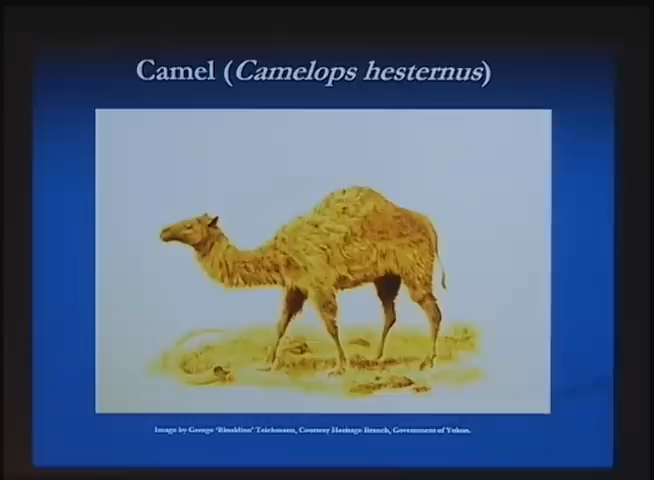 Camel (Camelops hesternus)
Image by George 'Rinaldino' Teichmann, Courtesy Heritage Branch, Government of Yukon.